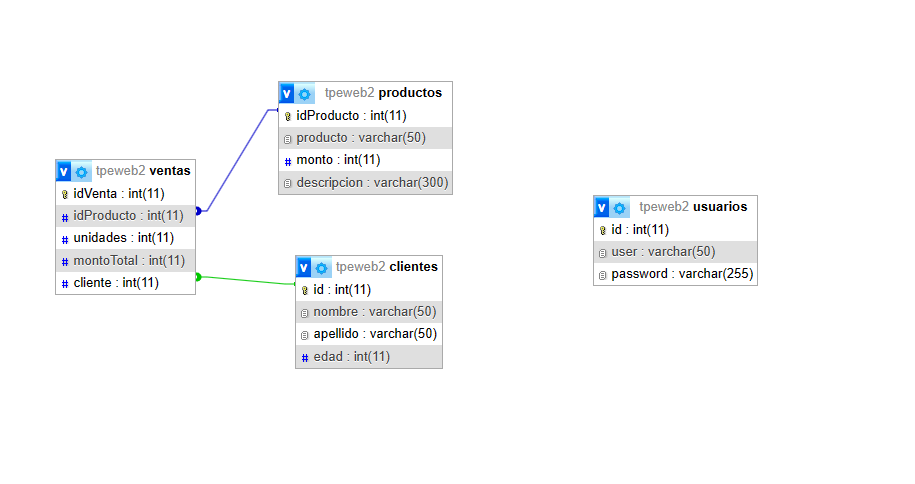 tpeweb2 productos
idProducto : int(11)
producto : varchar(50)
monto : int(11)
descripcion : varchar(300)
tpeweb2 ventas
idVenta : int(11)
idProducto : int(11)
unidades : int(11)
montoTotal : int(11)
cliente : int(11)
tpeweb2 clientes
id : int(11)
nombre : varchar(50)
apellido : varchar(50)
edad : int(11)
tpeweb2 usuarios
id : int(11)
user : varchar(50)
password : varchar(255)